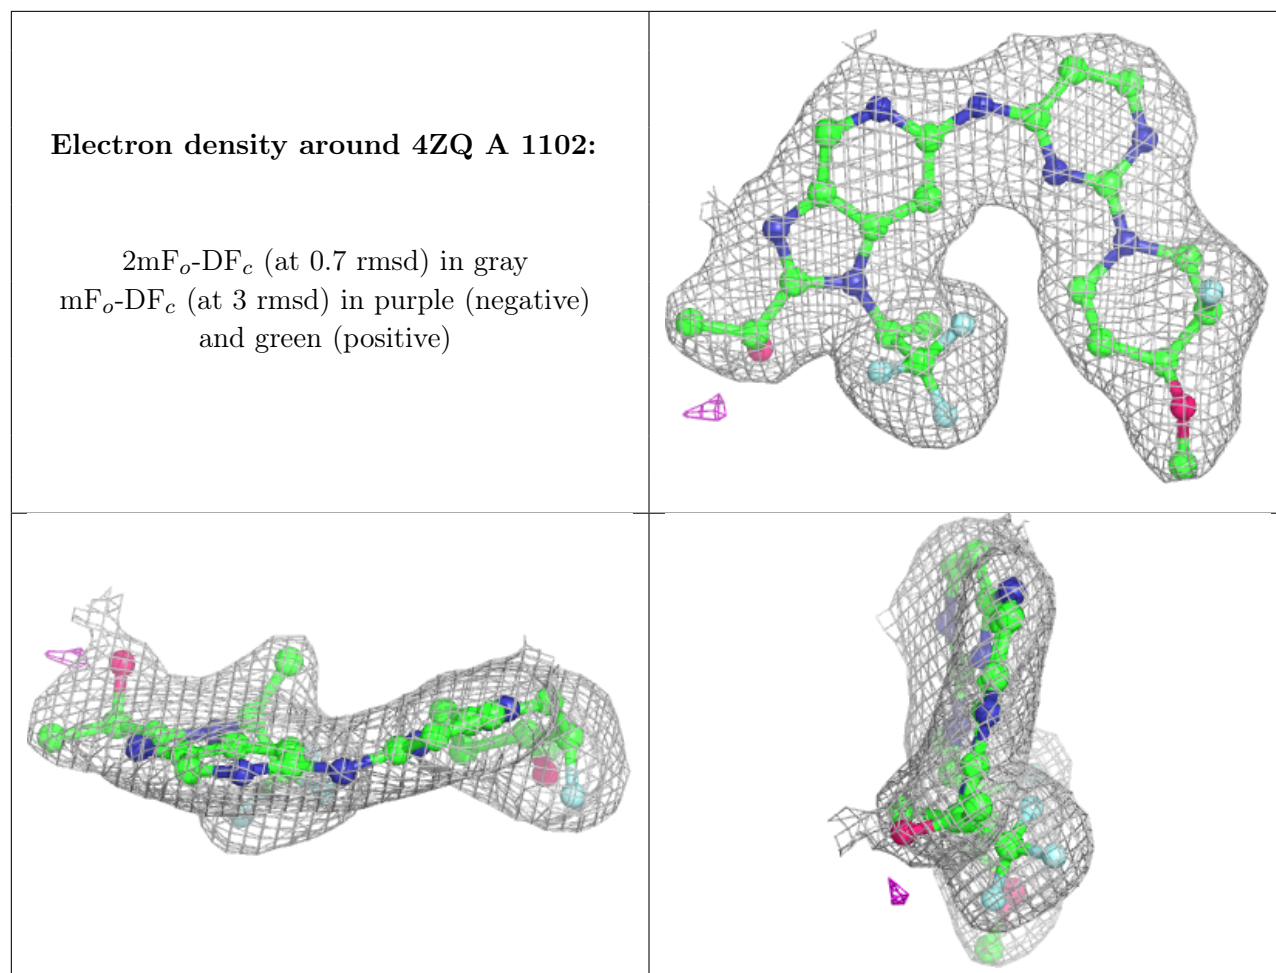 Electron density around 4ZQ A 1102:
2mFo-DFc (at 0.7 rmsd) in gray
mFo-DFc (at 3 rmsd) in purple (negative)
and green (positive)